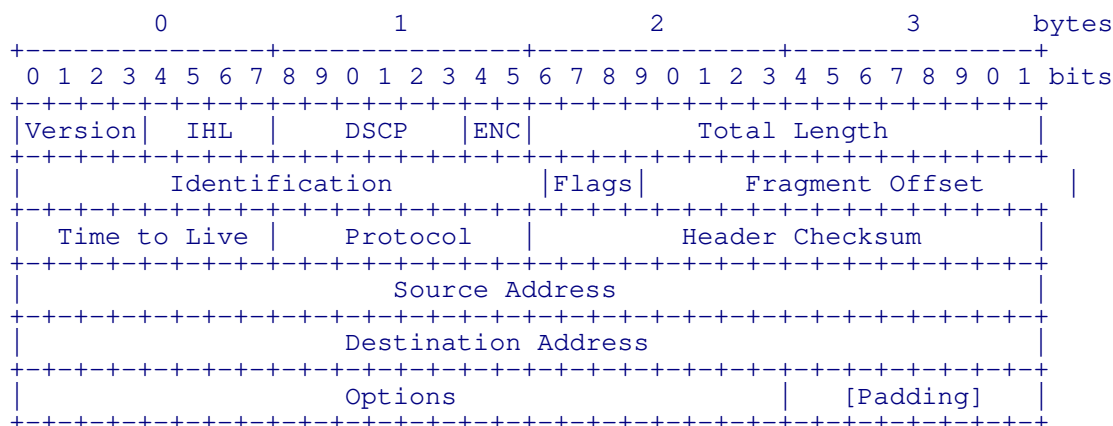 0 1 2 3 bytes
+---------------+---------------+---------------+---------------+
0 1 2 3 4 5 6 7 8 9 0 1 2 3 4 5 6 7 8 9 0 1 2 3 4 5 6 7 8 9 0 1 bits
+-+-+-+-+-+-+-+-+-+-+-+-+-+-+-+-+-+-+-+-+-+-+-+-+-+-+-+-+-+-+-+-+
|Version| IHL | DSCP |ENC| Total Length |
+-+-+-+-+-+-+-+-+-+-+-+-+-+-+-+-+-+-+-+-+-+-+-+-+-+-+-+-+-+-+-+-+
| Identification |Flags| Fragment Offset |
+-+-+-+-+-+-+-+-+-+-+-+-+-+-+-+-+-+-+-+-+-+-+-+-+-+-+-+-+-+-+-+-+
| Time to Live | Protocol | Header Checksum |
+-+-+-+-+-+-+-+-+-+-+-+-+-+-+-+-+-+-+-+-+-+-+-+-+-+-+-+-+-+-+-+-+
| Source Address |
+-+-+-+-+-+-+-+-+-+-+-+-+-+-+-+-+-+-+-+-+-+-+-+-+-+-+-+-+-+-+-+-+
| Destination Address |
+-+-+-+-+-+-+-+-+-+-+-+-+-+-+-+-+-+-+-+-+-+-+-+-+-+-+-+-+-+-+-+-+
| Options | [Padding] |
+-+-+-+-+-+-+-+-+-+-+-+-+-+-+-+-+-+-+-+-+-+-+-+-+-+-+-+-+-+-+-+-+